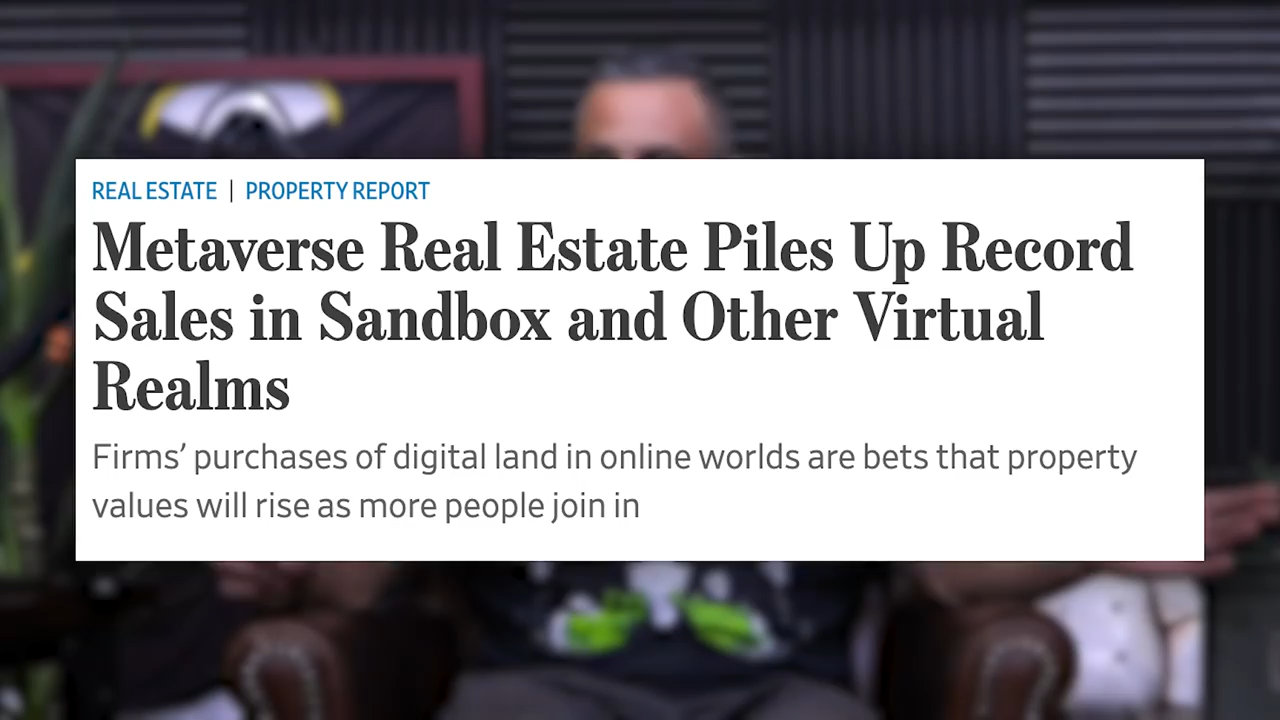 REAL ESTATE | PROPERTY REPORT
Metaverse Real Estate Piles Up Record
Sales in Sandbox and Other Virtual
Realms
Firms’ purchases of digital land in online worlds are bets that property
values will rise as more people join in